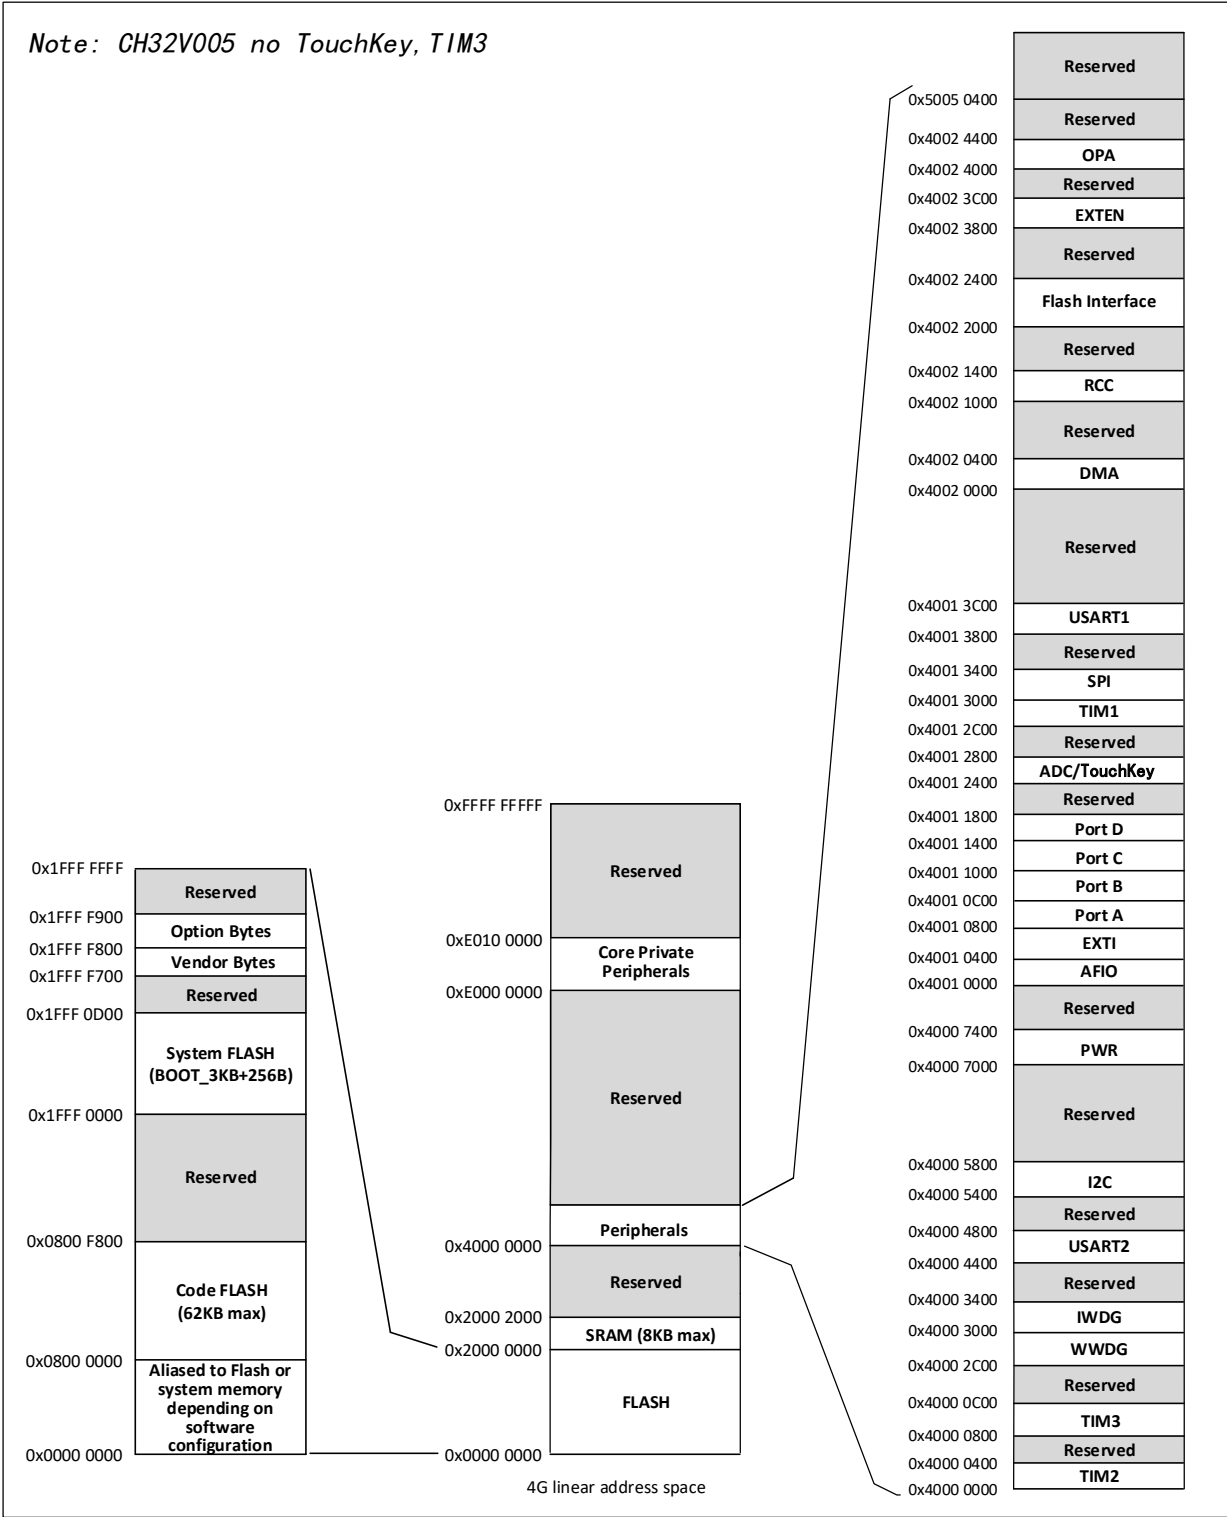 Note: CH32V005 no TouchKey, TIM3
Reserved
0x5005 0400
Reserved
0x4002 4400
OPA
0x4002 4000
Reserved
0x4002 3C00
EXTEN
0x4002 3800
Reserved
0x4002 2400
Flash Interface
0x4002 2000
Reserved
0x4002 1400
RCC
0x4002 1000
Reserved
0x4002 0400
DMA
0x4002 0000
Reserved
0x4001 3C00
USART1
0x4001 3800
Reserved
0x4001 3400
SPI
0x4001 3000
TIM1
0x4001 2C00
Reserved
0x4001 2800
ADC/TouchKey
0x4001 2400
Reserved
0x4001 1800
Port D
0x4001 1400
Port C
0x4001 1000
Port B
0x4001 0C00
Port A
0x4001 0800
EXTI
0x4001 0400
AFIO
0x4001 0000
Reserved
0x4000 7400
PWR
0x4000 7000
Reserved
0x4000 5800
I2C
0x4000 5400
Reserved
0x4000 4800
USART2
0x4000 4400
Reserved
0x4000 3400
IWDG
0x4000 3000
WWDG
0x4000 2C00
Reserved
0x4000 0C00
TIM3
0x4000 0800
Reserved
0x4000 0400
TIM2
0x4000 0000
0xFFFF FFFFF
Reserved
0xE010 0000
Core Private
Peripherals
0xE000 0000
Reserved
Peripherals
0x4000 0000
Reserved
0x2000 2000
SRAM (8KB max)
0x2000 0000
FLASH
0x0000 0000
4G linear address space
0x1FFF FFFF
Reserved
0x1FFF F900
Option Bytes
0x1FFF F800
Vendor Bytes
0x1FFF F700
Reserved
0x1FFF 0D00
System FLASH
(BOOT_3KB+256B)
0x1FFF 0000
Reserved
0x0800 F800
Code FLASH
(62KB max)
0x0800 0000
Aliased to Flash or
system memory
depending on
software
configuration
0x0000 0000